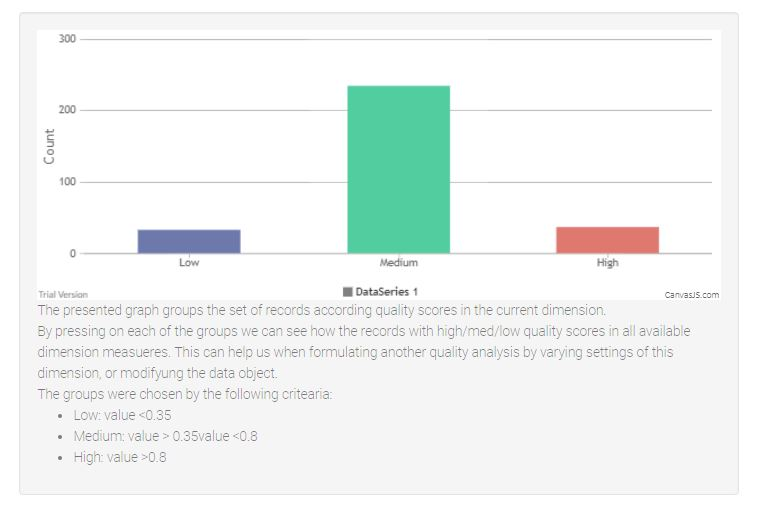 300
200
Count
100
0
Low
Medium
High
DataSeries 1
Trial Version
CanvasJS.com
The presented graph groups the set of records according quality scores in the current dimension.
By pressing on each of the groups we can see how the records with high/med/low quality scores in all available
dimension measueres. This can help us when formulating another quality analysis by varying settings of this
dimension, or modifyung the data object.
The groups were chosen by the following critearia:
• Low: value <0.35
• Medium: value > 0.35value <0.8
• High: value >0.8